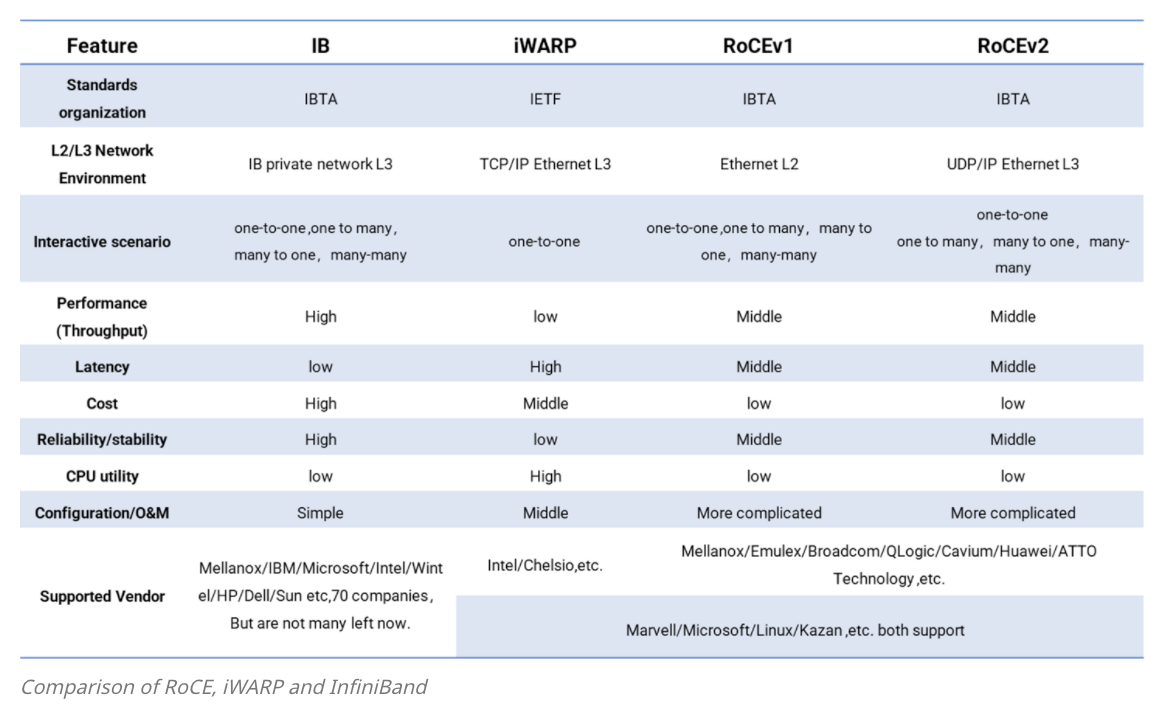 Feature IB iWARP RoCEv1 RoCEv2
Standards
organization
IBTA IETF IBTA IBTA
L2/L3 Network
Environment
IB private network L3 TCP/IP Ethernet L3 Ethernet L2 UDP/IP Ethernet L3
Interactive scenario
one-to-one,one to many,
many to one, many-many
one-to-one
one-to-one,one to many, many to
one, many-many
one-to-one
one to many, many to one, many-
many
Performance
(Throughput)
High low Middle Middle
Latency low High Middle Middle
Cost High Middle low low
Reliability/stability High low Middle Middle
CPU utility low High low low
Configuration/O&M Simple Middle More complicated More complicated
Supported Vendor
Mellanox/IBM/Microsoft/Intel/Wint
el/HP/Dell/Sun etc,70 companies,
But are not many left now.
Intel/Chelsio,etc.
Mellanox/Emulex/Broadcom/QLogic/Cavium/Huawei/ATTO
Technology,etc.
Marvell/Microsoft/Linux/Kazan,etc. both support
Comparison of RoCE, iWARP and InfiniBand